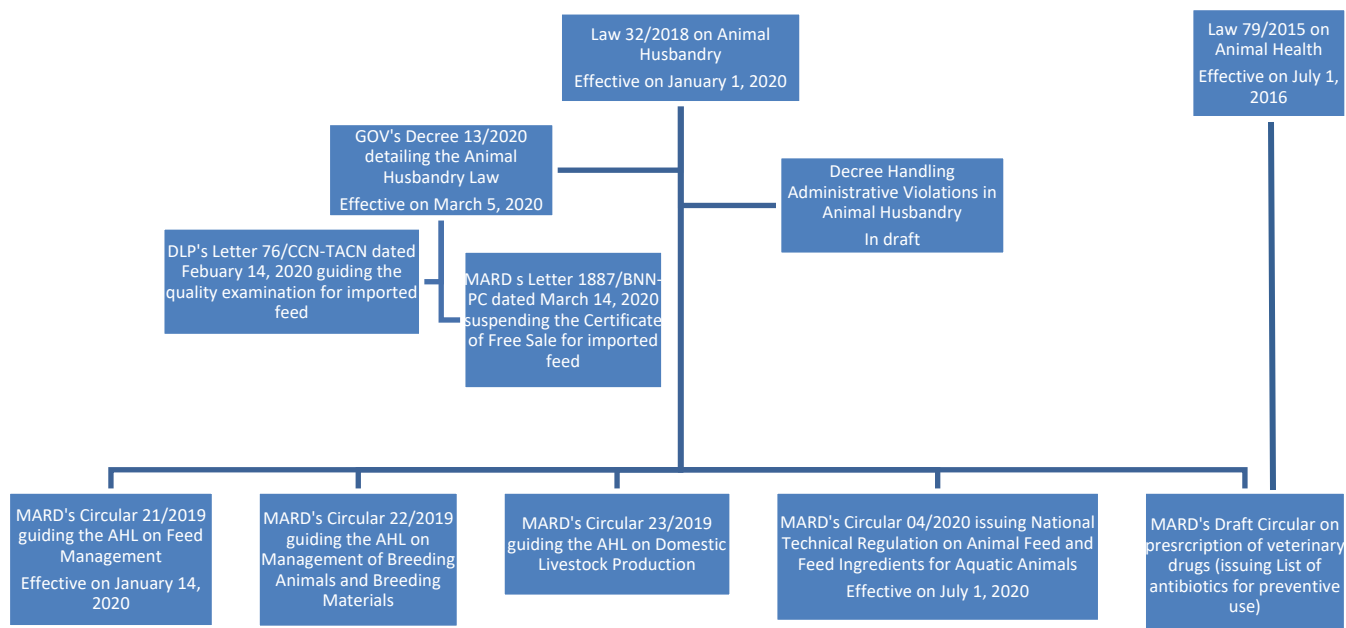 Law 32/2018 on Animal
Husbandry
Effective on January 1, 2020
Law 79/2015 on
Animal Health
Effective on July 1,
2016
GOV's Decree 13/2020
detailing the Animal
Husbandry Law
Effective on March 5, 2020
Decree Handling
Administrative Violations in
Animal Husbandry
In draft
DLP's Letter 76/CCN-TACN dated
Febuary 14, 2020 guiding the
quality examination for imported
feed
MARD s Letter 1887/BNN-
PC dated March 14, 2020
suspending the Certificate
of Free Sale for imported
feed
MARD's Circular 21/2019
guiding the AHL on Feed
Management
Effective on January 14,
2020
MARD's Circular 22/2019
guiding the AHL on
Management of Breeding
Animals and Breeding
Materials
MARD's Circular 23/2019
guiding the AHL on Domestic
Livestock Production
MARD's Circular 04/2020 issuing National
Technical Regulation on Animal Feed and
Feed Ingredients for Aquatic Animals
Effective on July 1, 2020
MARD's Draft Circular on
presrcription of veterinary
drugs (issuing List of
antibiotics for preventive
use)